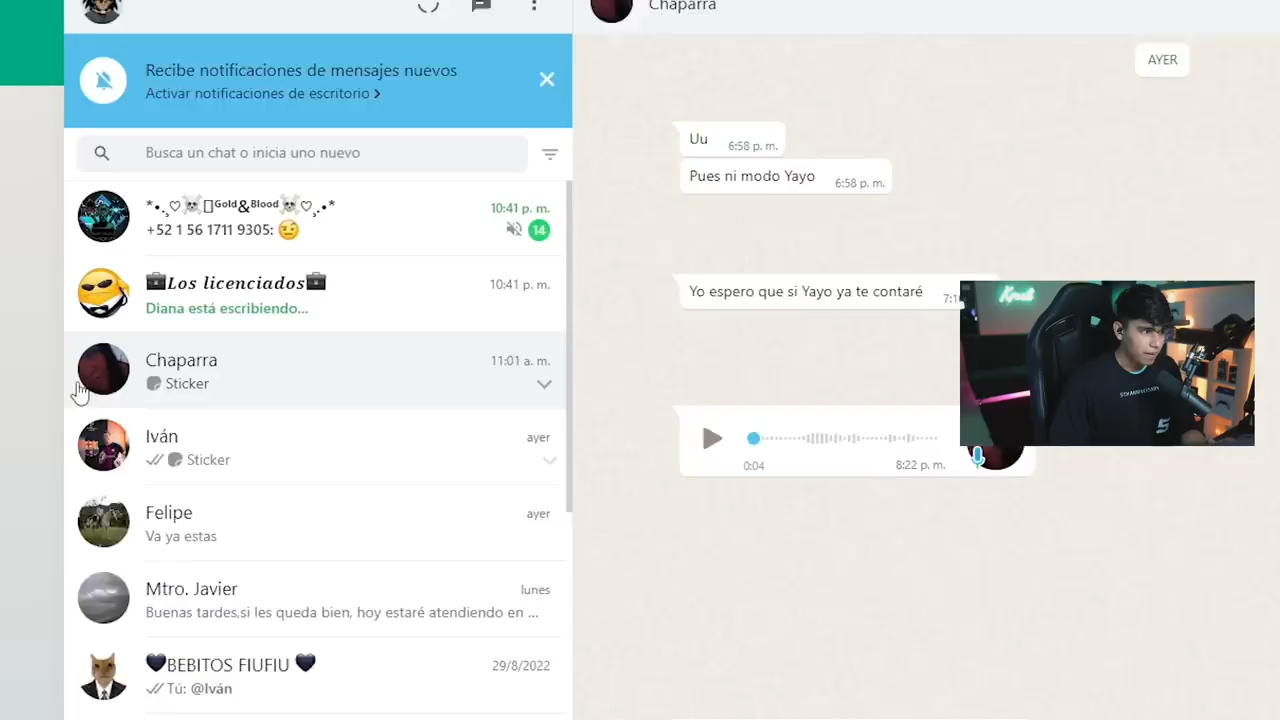 Chaparra
Recibe notificaciones de mensajes nuevos
Activar notificaciones de escritorio >
Busca un chat o inicia uno nuevo
*•.¸♡☠️▯ᴳᵒˡᵈ&ᴮˡᵒᵒᵈ☠️♡¸.•*
10:41 p. m.
+52 1 56 1711 9305: 🤨
14
💼𝑳𝒐𝒔 𝒍𝒊𝒄𝒆𝒏𝒄𝒊𝒂𝒅𝒐𝒔💼
10:41 p. m.
Diana está escribiendo...
Chaparra
11:01 a. m.
Sticker
Iván
ayer
Sticker
Felipe
ayer
Va ya estas
Mtro. Javier
lunes
Buenas tardes,si les queda bien, hoy estaré atendiendo en ...
🖤BEBITOS FIUFIU 🖤
29/8/2022
Tú: @Iván
AYER
Uu
6:58 p. m.
Pues ni modo Yayo
6:58 p. m.
Yo espero que si Yayo ya te contaré
0:04
8:22 p. m.